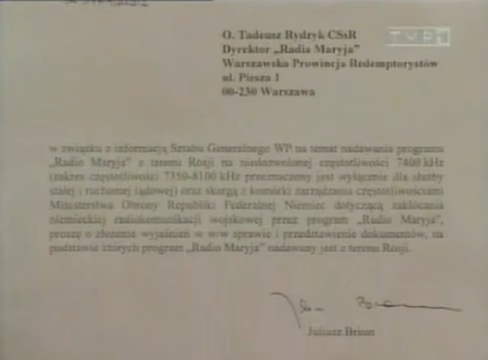 O. Tadeusz Rydzyk CSsR
TVP1
Dyrektor „Radia Maryja”
Warszawska Prowincja Redemptorystów
ul. Piesza 1
00-230 Warszawa
w związku z informacją Sztabu Generalnego WP na temat nadawania programu
„Radio Maryja” z terenu Rosji na niedozwolonej częstotliwości 7400 kHz
(zakres częstotliwości 7350-8100 kHz przeznaczony jest wyłącznie dla służby
stałej i ruchomej lądowej) oraz skargą z komórki zarządzania częstotliwościami
Ministerstwa Obrony Republiki Federalnej Niemiec dotyczącą zakłócania
niemieckiej radiokomunikacji wojskowej przez program „Radio Maryja”,
proszę o złożenie wyjaśnień w w/w sprawie i przedstawienie dokumentów, na
podstawie których program „Radio Maryja” nadawany jest z terenu Rosji.
Juliusz Braun